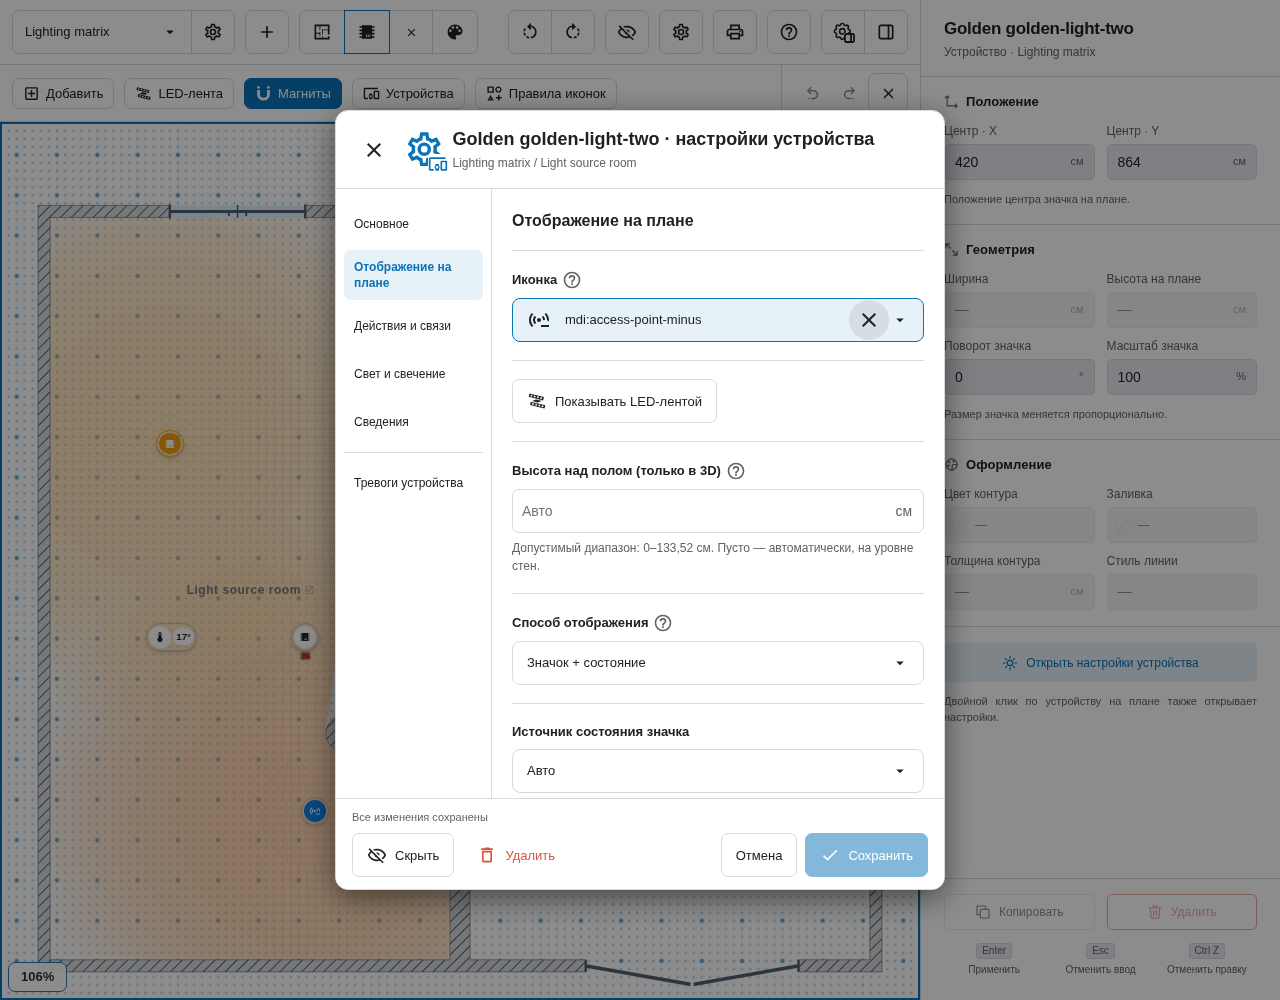 Lighting matrix
Добавить
LED-лента
Магниты
Устройства
Правила иконок
Golden golden-light-two
Устройство · Lighting matrix
Положение
Центр · X
Центр · Y
420 см
864 см
Положение центра значка на плане.
Геометрия
Ширина
Высота на плане
— см
— см
Поворот значка
Масштаб значка
0 °
100 %
Размер значка меняется пропорционально.
Оформление
Цвет контура
Заливка
—
—
Толщина контура
Стиль линии
— см
—
Открыть настройки устройства
Двойной клик по устройству на плане также открывает
настройки.
Копировать
Удалить
Enter
Esc
Ctrl Z
Применить
Отменить ввод
Отменить правку
Light source room
17°
106%
Golden golden-light-two · настройки устройства
Lighting matrix / Light source room
Основное
Отображение на
плане
Действия и связи
Свет и свечение
Сведения
Тревоги устройства
Отображение на плане
Иконка
mdi:access-point-minus
Показывать LED-лентой
Высота над полом (только в 3D)
Авто см
Допустимый диапазон: 0–133,52 см. Пусто — автоматически, на уровне
стен.
Способ отображения
Значок + состояние
Источник состояния значка
Авто
Все изменения сохранены
Скрыть
Удалить
Отмена
Сохранить